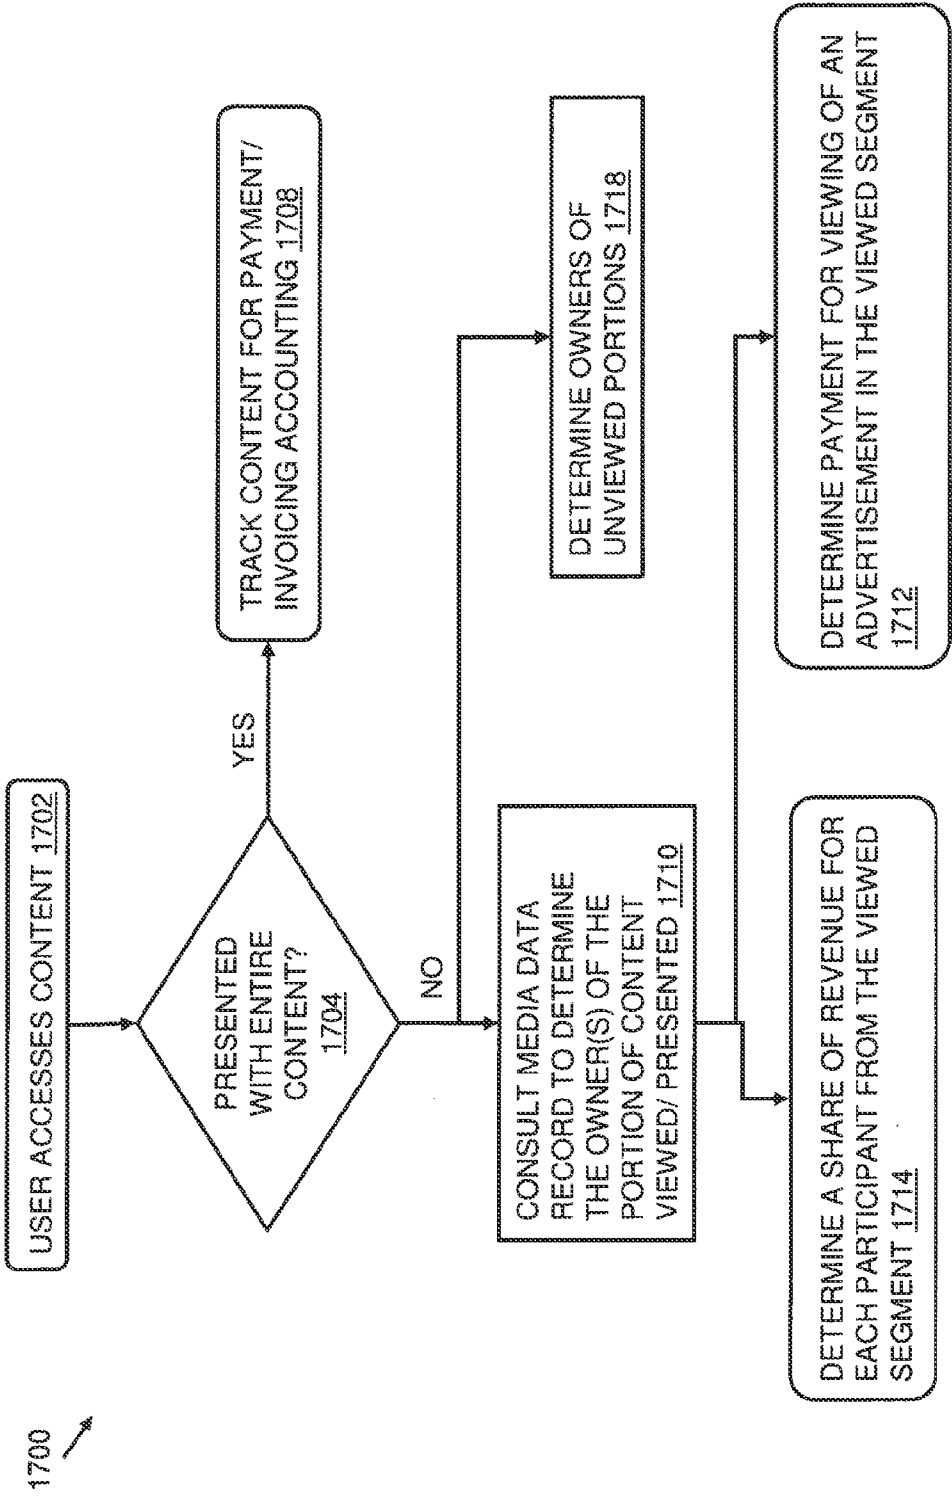 1700
USER ACCESSES CONTENT 1702
PRESENTED
WITH ENTIRE
CONTENT?
1704
YES
TRACK CONTENT FOR PAYMENT/
INVOICING ACCOUNTING 1708
NO
CONSULT MEDIA DATA
RECORD TO DETERMINE
THE OWNER(S) OF THE
PORTION OF CONTENT
VIEWED/ PRESENTED 1710
DETERMINE OWNERS OF
UNVIEWED PORTIONS 1718
DETERMINE A SHARE OF REVENUE FOR
EACH PARTICIPANT FROM THE VIEWED
SEGMENT 1714
DETERMINE PAYMENT FOR VIEWING OF AN
ADVERTISEMENT IN THE VIEWED SEGMENT
1712